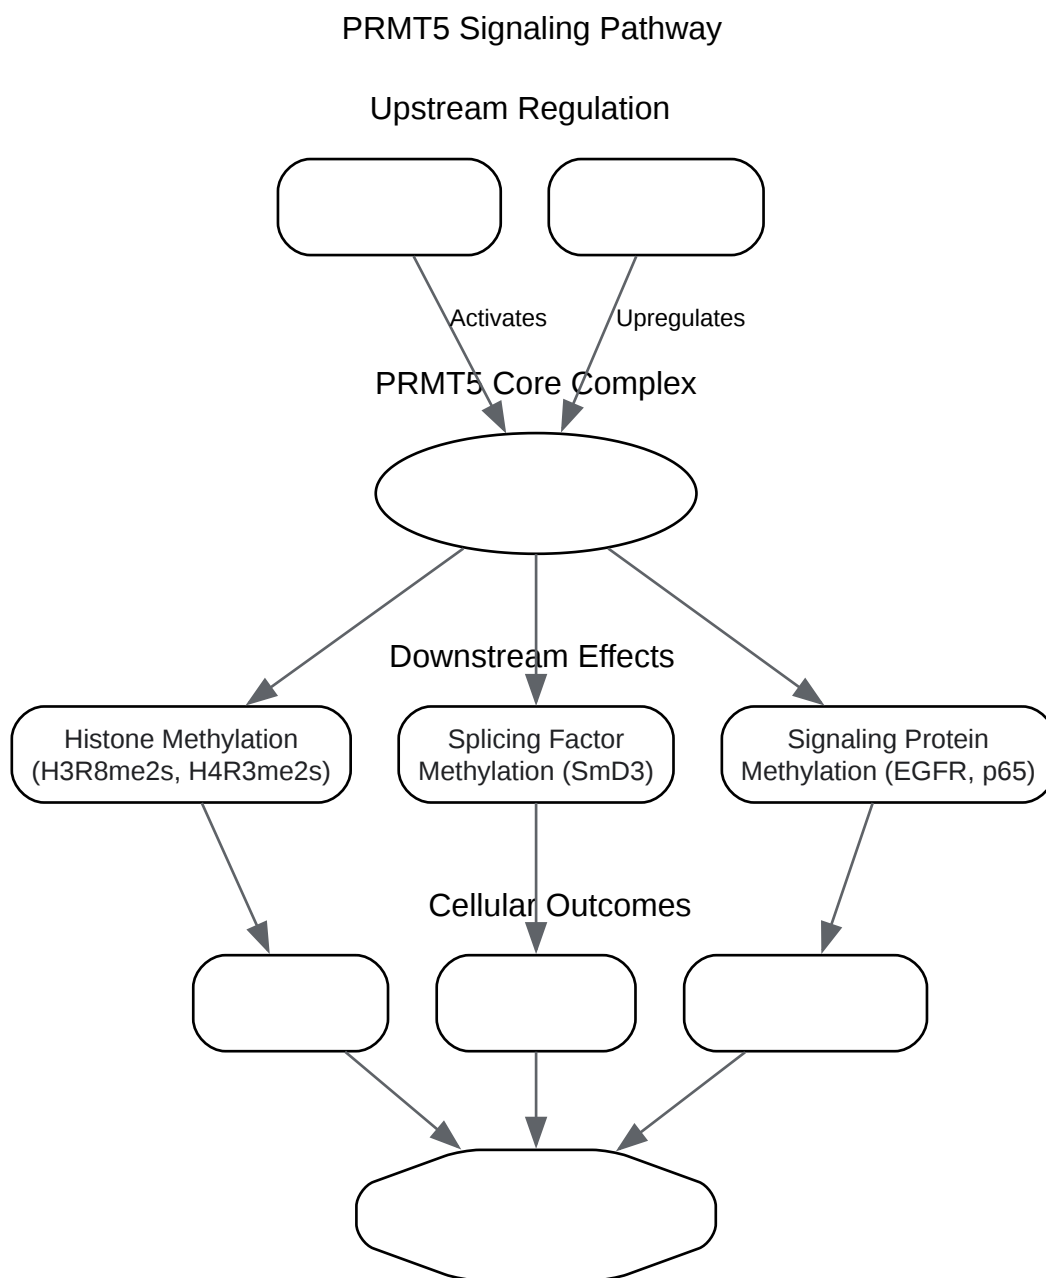 PRMT5 Signaling Pathway
Upstream Regulation
Activates
Upregulates
PRMT5 Core Complex
Downstream Effects
Histone Methylation
(H3R8me2s, H4R3me2s)
Splicing Factor
Methylation (SmD3)
Signaling Protein
Methylation (EGFR, p65)
Cellular Outcomes